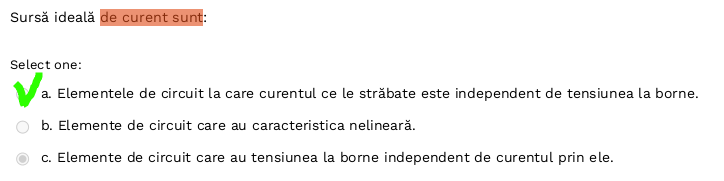 Sursă ideală de curent sunt:
Select one:
a. Elementele de circuit la care curentul ce le străbate este independent de tensiunea la borne.
b. Elemente de circuit care au caracteristica nelineară.
c. Elemente de circuit care au tensiunea la borne independent de curentul prin ele.